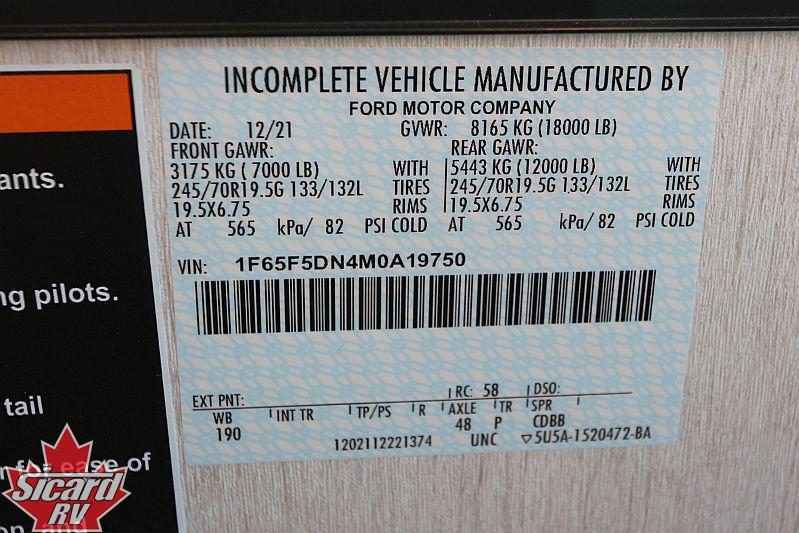 INCOMPLETE VEHICLE MANUFACTURED BY
FORD MOTOR COMPANY
DATE: 12/21 GVWR: 8165 KG (18000 LB)
FRONT GAWR: REAR GAWR:
3175 KG ( 7000 LB) WITH 5443 KG (12000 LB) WITH
245/70R19.5G 133/132L TIRES 245/70R19.5G 133/132L TIRES
19.5X6.75 RIMS 19.5X6.75 RIMS
AT 565 kPa/ 82 PSI COLD AT 565 kPa/ 82 PSI COLD
VIN: 1F65F5DN4M0A19750
EXT PNT: RC: 58 DSO:
WB INT TR TP/PS R AXLE TR SPR
190 48 P CDBB
1202112221374 UNC ▽5U5A-1520472-BA
ants.
ng pilots.
tail
for ease of
on, and
Sicard
RV